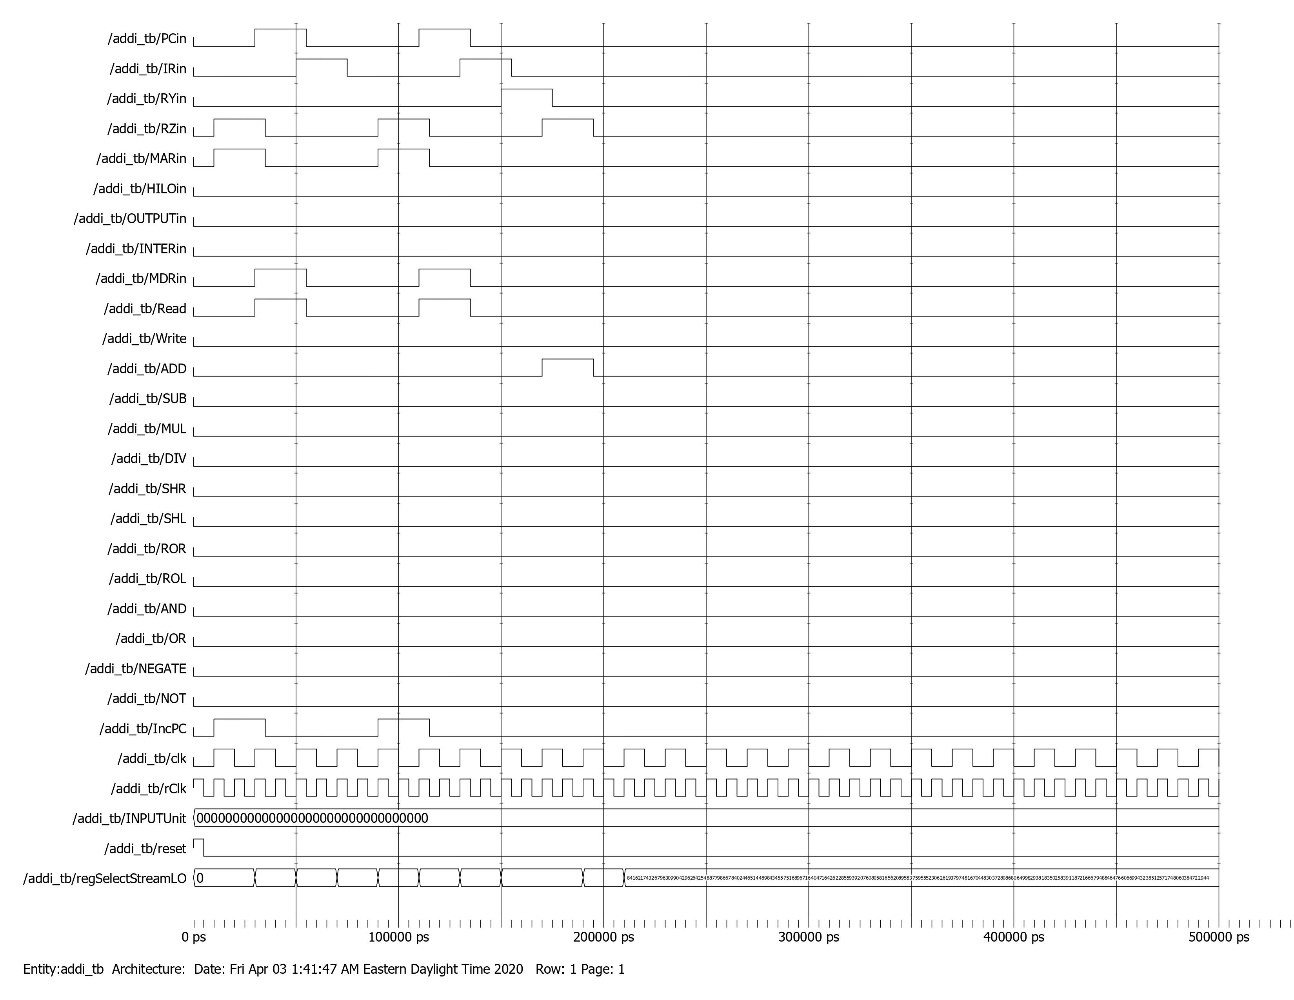 /addi_tb/PCin
/addi_tb/IRin
/addi_tb/RYin
/addi_tb/RZin
/addi_tb/MARin
/addi_tb/HILOin
/addi_tb/OUTPUTin
/addi_tb/INTERin
/addi_tb/MDRin
/addi_tb/Read
/addi_tb/Write
/addi_tb/ADD
/addi_tb/SUB
/addi_tb/MUL
/addi_tb/DIV
/addi_tb/SHR
/addi_tb/SHL
/addi_tb/ROR
/addi_tb/ROL
/addi_tb/AND
/addi_tb/OR
/addi_tb/NEGATE
/addi_tb/NOT
/addi_tb/IncPC
/addi_tb/clk
/addi_tb/rClk
/addi_tb/INPUTUnit 00000000000000000000000000000000
/addi_tb/reset
/addi_tb/regSelectStreamLO 0
0 ps 100000 ps 200000 ps 300000 ps 400000 ps 500000 ps
Entity:addi_tb Architecture: Date: Fri Apr 03 1:41:47 AM Eastern Daylight Time 2020 Row: 1 Page: 1